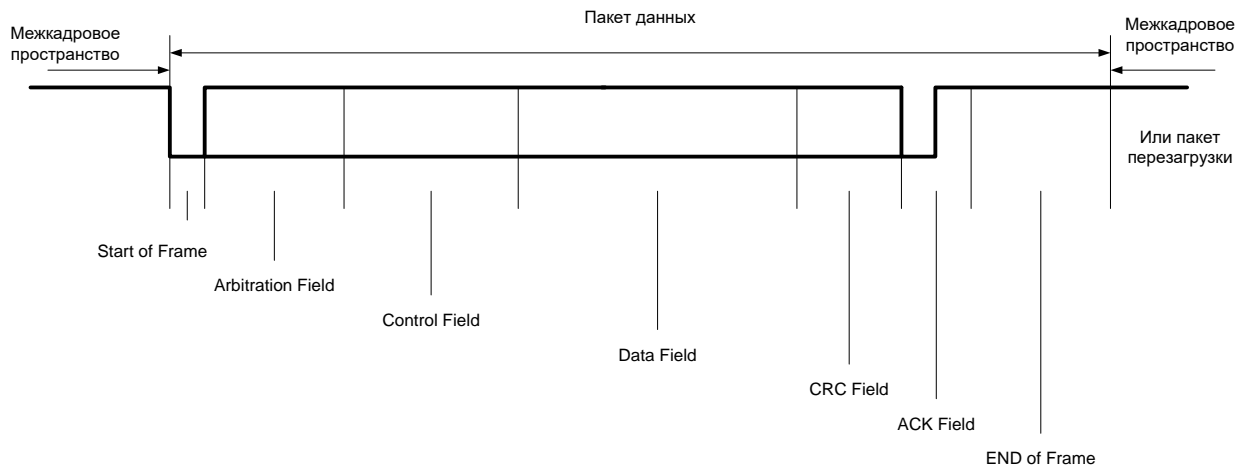 Пакет данных
Межкадровое
пространство
Межкадровое
пространство
Или пакет
перезагрузки
Start of Frame
Arbitration Field
Control Field
Data Field
CRC Field
ACK Field
END of Frame